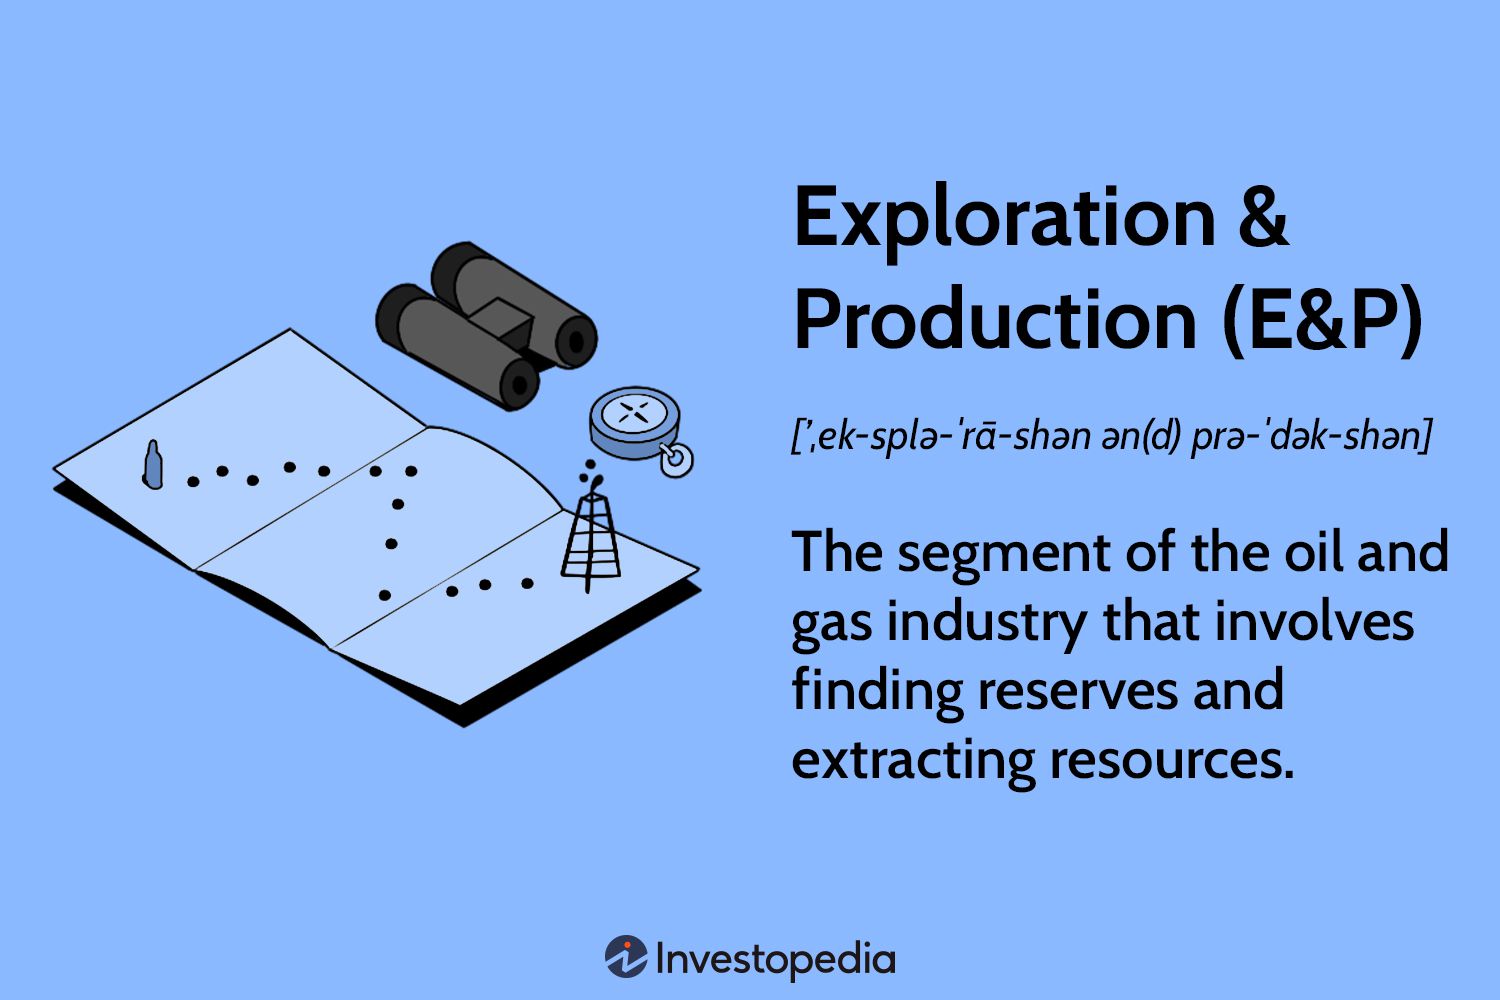 Exploration &
Production (E&P)
[ˈ,ek-splə-ˈrā-shən ən(d) prə-ˈdək-shən]
The segment of the oil and
gas industry that involves
finding reserves and
extracting resources.
Investopedia